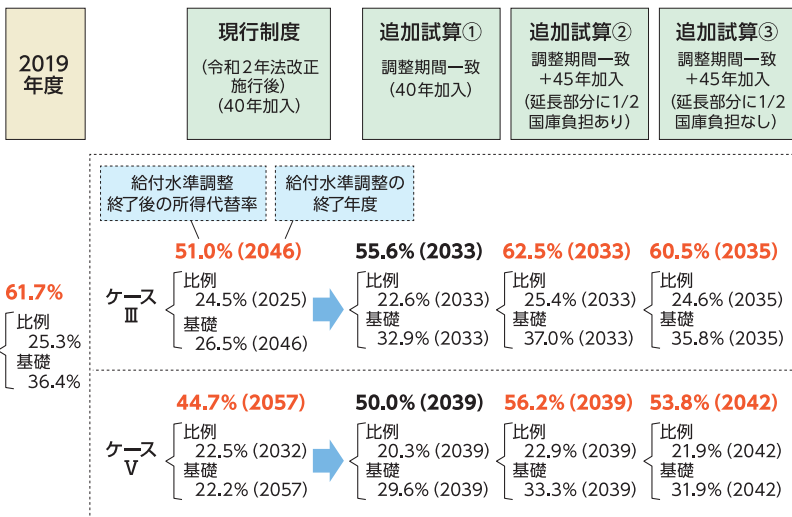 2019
年度
現行制度
(令和2年法改正
施行後)
(40年加入)
追加試算①
調整期間一致
(40年加入)
追加試算②
調整期間一致
+45年加入
(延長部分に1/2
国庫負担あり)
追加試算③
調整期間一致
+45年加入
(延長部分に1/2
国庫負担なし)
給付水準調整
終了後の所得代替率
給付水準調整の
終了年度
61.7%
比例
25.3%
基礎
36.4%
ケース
Ⅲ
51.0% (2046)
比例
24.5% (2025)
基礎
26.5% (2046)
55.6% (2033)
比例
22.6% (2033)
基礎
32.9% (2033)
62.5% (2033)
比例
25.4% (2033)
基礎
37.0% (2033)
60.5% (2035)
比例
24.6% (2035)
基礎
35.8% (2035)
ケース
Ⅴ
44.7% (2057)
比例
22.5% (2032)
基礎
22.2% (2057)
50.0% (2039)
比例
20.3% (2039)
基礎
29.6% (2039)
56.2% (2039)
比例
22.9% (2039)
基礎
33.3% (2039)
53.8% (2042)
比例
21.9% (2042)
基礎
31.9% (2042)